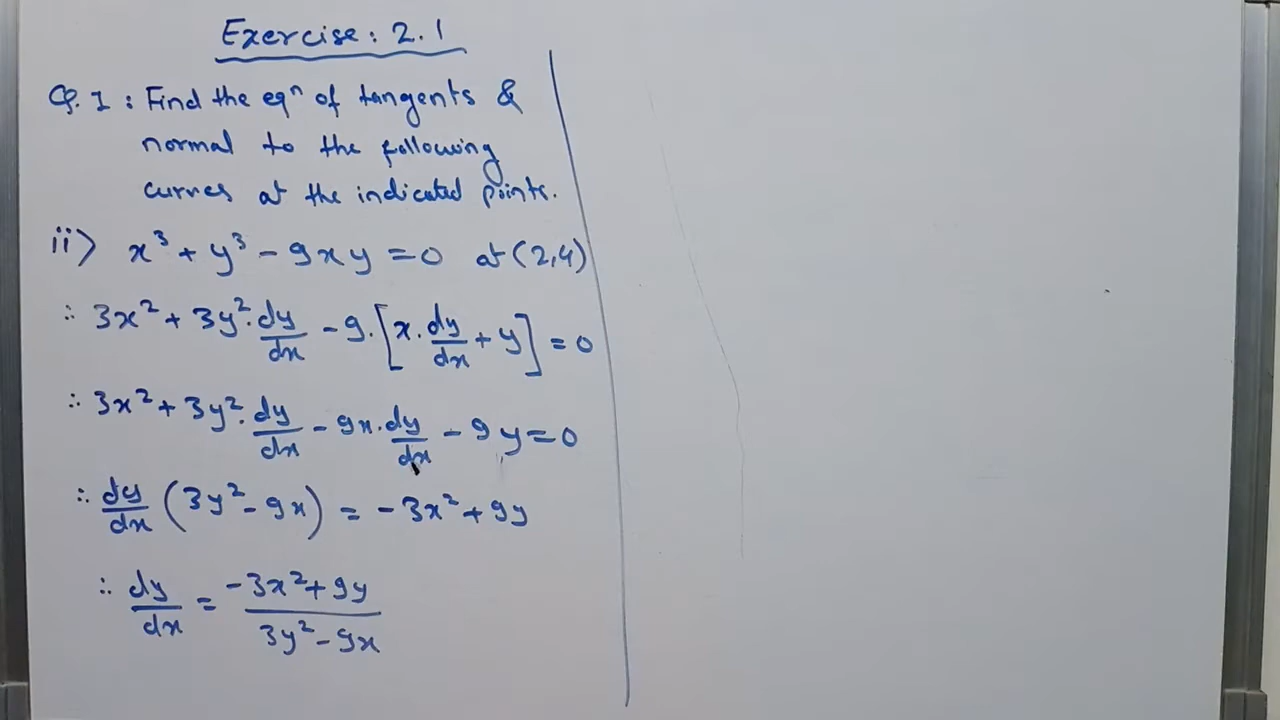 Exercise: 2.1
Q.1: Find the eqⁿ of tangents &
normal to the following
curves at the indicated points.
ii) x³ + y³ - 9xy = 0 at (2,4)
∴ 3x² + 3y²·dy/dx - 9·[x·dy/dx + y] = 0
∴ 3x² + 3y²·dy/dx - 9x·dy/dx - 9y = 0
∴ dy/dx (3y² - 9x) = -3x² + 9y
∴ dy/dx = -3x² + 9y / 3y² - 9x